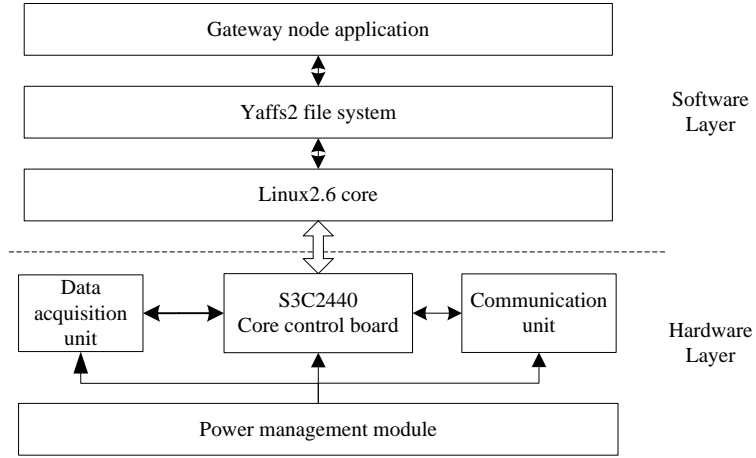 Gateway node application
Yaffs2 file system
Software
Layer
Linux2.6 core
Data
acquisition
unit
S3C2440
Core control board
Communication
unit
Hardware
Layer
Power management module